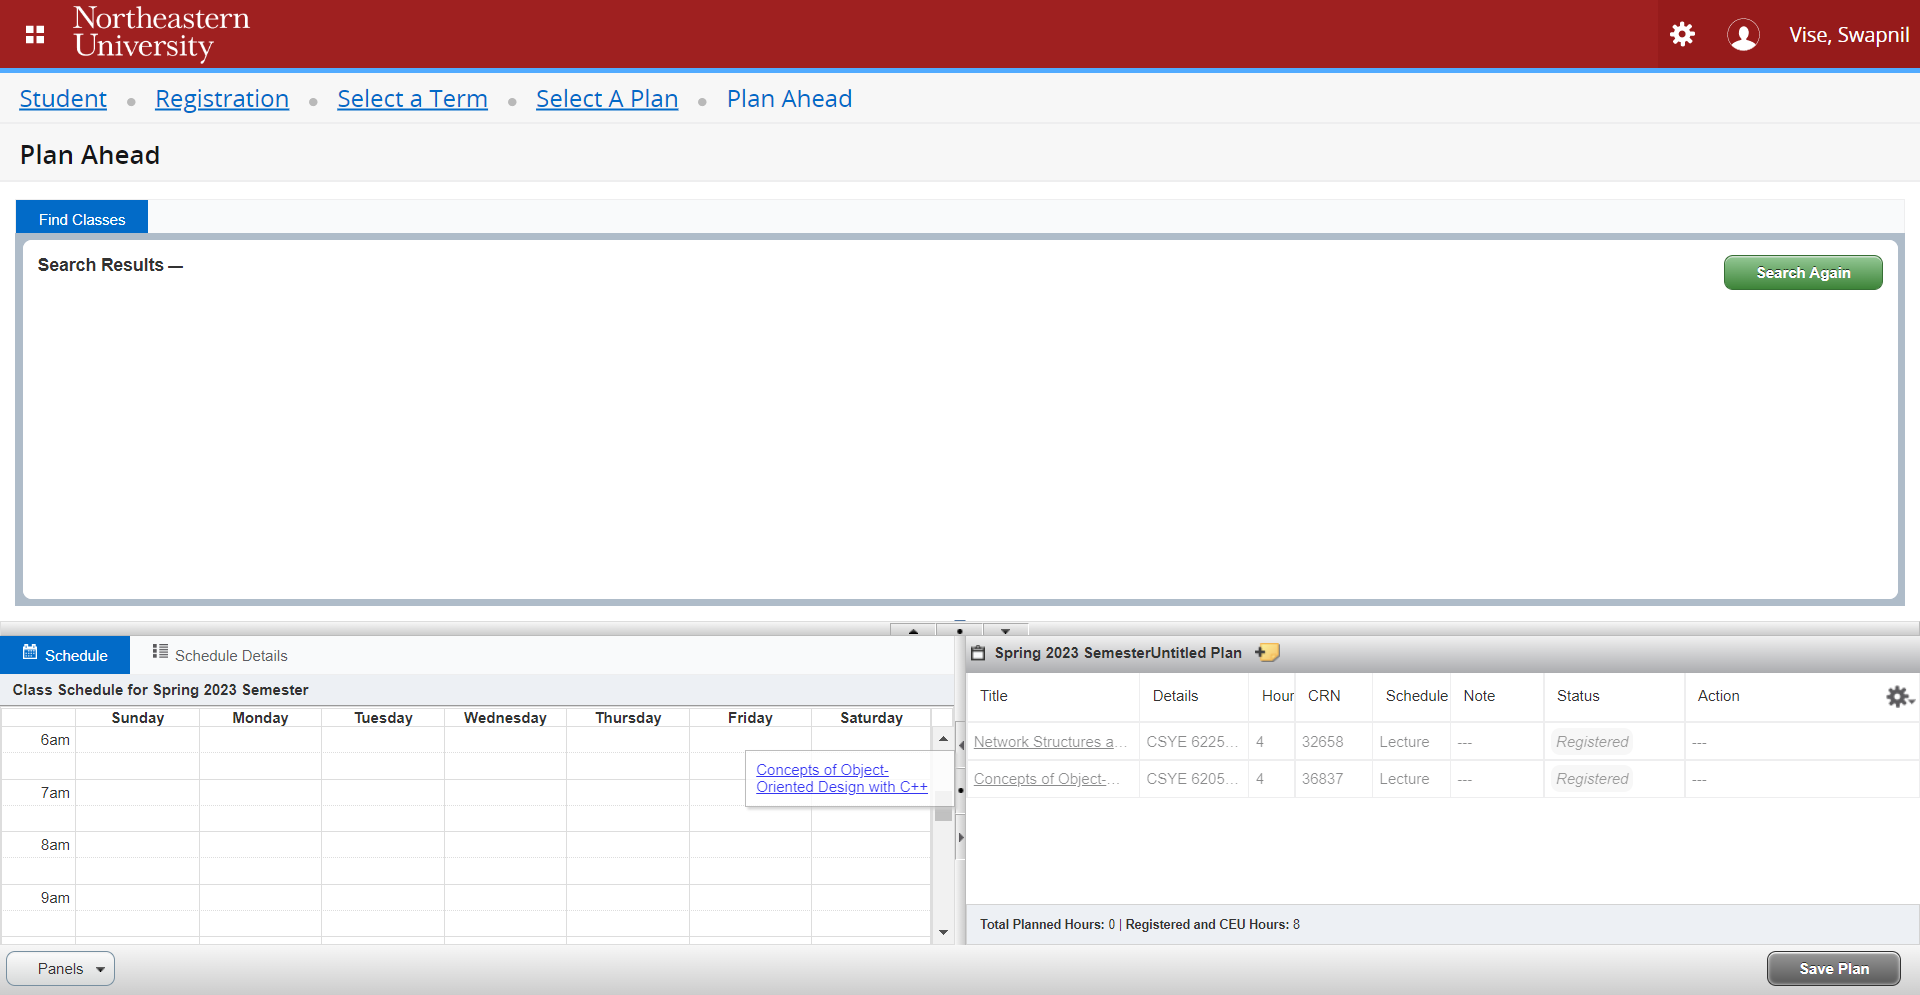 Northeastern
University
Vise, Swapnil
Student • Registration • Select a Term • Select A Plan • Plan Ahead
Plan Ahead
Find Classes
Search Results —
Search Again
Schedule
Schedule Details
Class Schedule for Spring 2023 Semester
Sunday Monday Tuesday Wednesday Thursday Friday Saturday
6am
7am
8am
9am
Concepts of Object-
Oriented Design with C++
Spring 2023 SemesterUntitled Plan
Title Details Hour CRN Schedule Note Status Action
Network Structures a... CSYE 6225... 4 32658 Lecture --- Registered ---
Concepts of Object-... CSYE 6205... 4 36837 Lecture --- Registered ---
Total Planned Hours: 0 | Registered and CEU Hours: 8
Panels
Save Plan